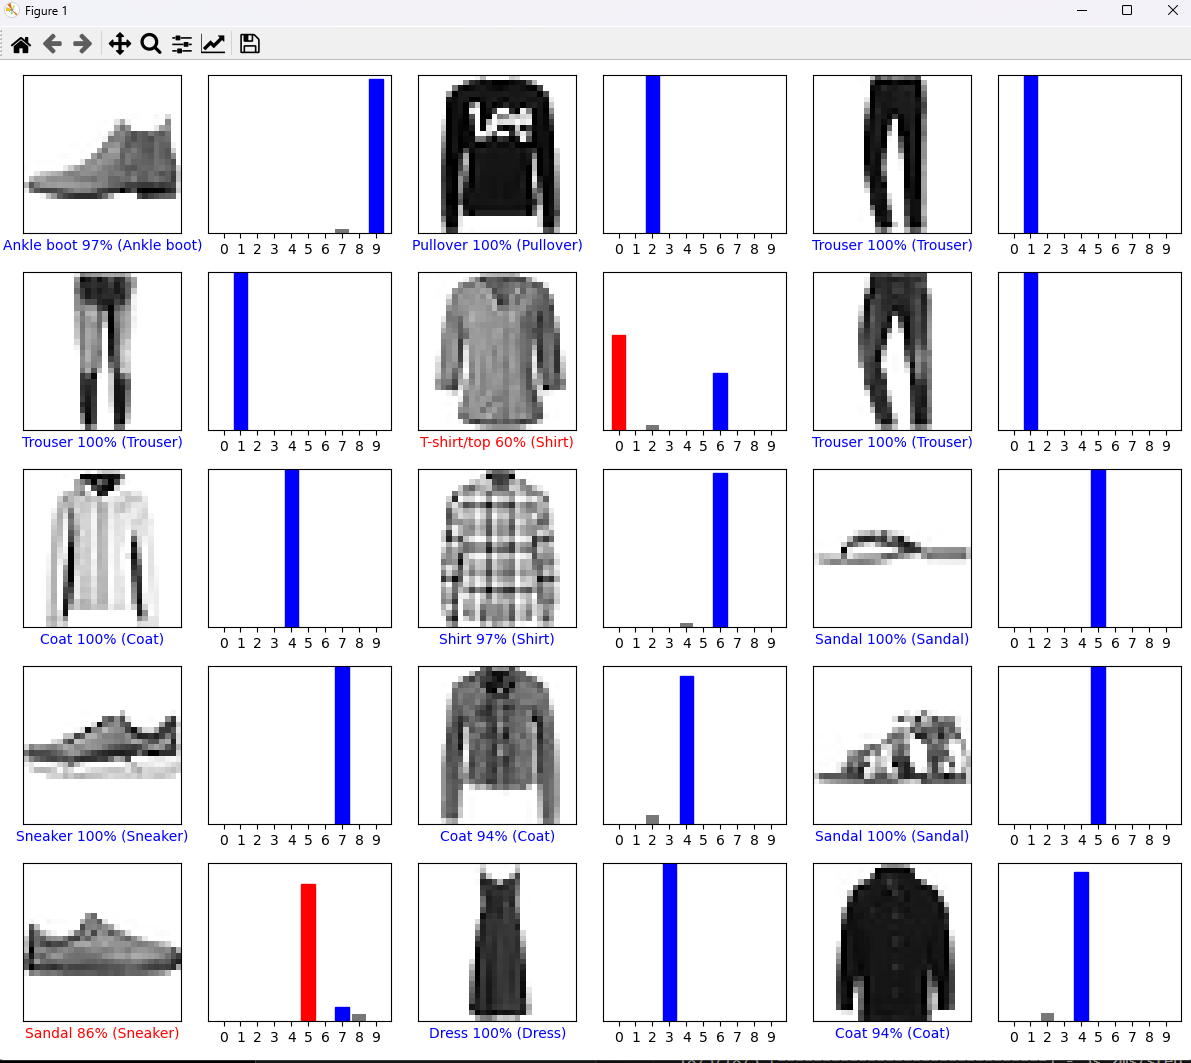 Figure 1
Lee
0 1 2 3 4 5 6 7 8 9
0 1 2 3 4 5 6 7 8 9
0 1 2 3 4 5 6 7 8 9
Ankle boot 97% (Ankle boot)
Pullover 100% (Pullover)
Trouser 100% (Trouser)
0 1 2 3 4 5 6 7 8 9
0 1 2 3 4 5 6 7 8 9
0 1 2 3 4 5 6 7 8 9
Trouser 100% (Trouser)
T-shirt/top 60% (Shirt)
Trouser 100% (Trouser)
0 1 2 3 4 5 6 7 8 9
0 1 2 3 4 5 6 7 8 9
0 1 2 3 4 5 6 7 8 9
Coat 100% (Coat)
Shirt 97% (Shirt)
Sandal 100% (Sandal)
0 1 2 3 4 5 6 7 8 9
0 1 2 3 4 5 6 7 8 9
0 1 2 3 4 5 6 7 8 9
Sneaker 100% (Sneaker)
Coat 94% (Coat)
Sandal 100% (Sandal)
0 1 2 3 4 5 6 7 8 9
0 1 2 3 4 5 6 7 8 9
0 1 2 3 4 5 6 7 8 9
Sandal 86% (Sneaker)
Dress 100% (Dress)
Coat 94% (Coat)